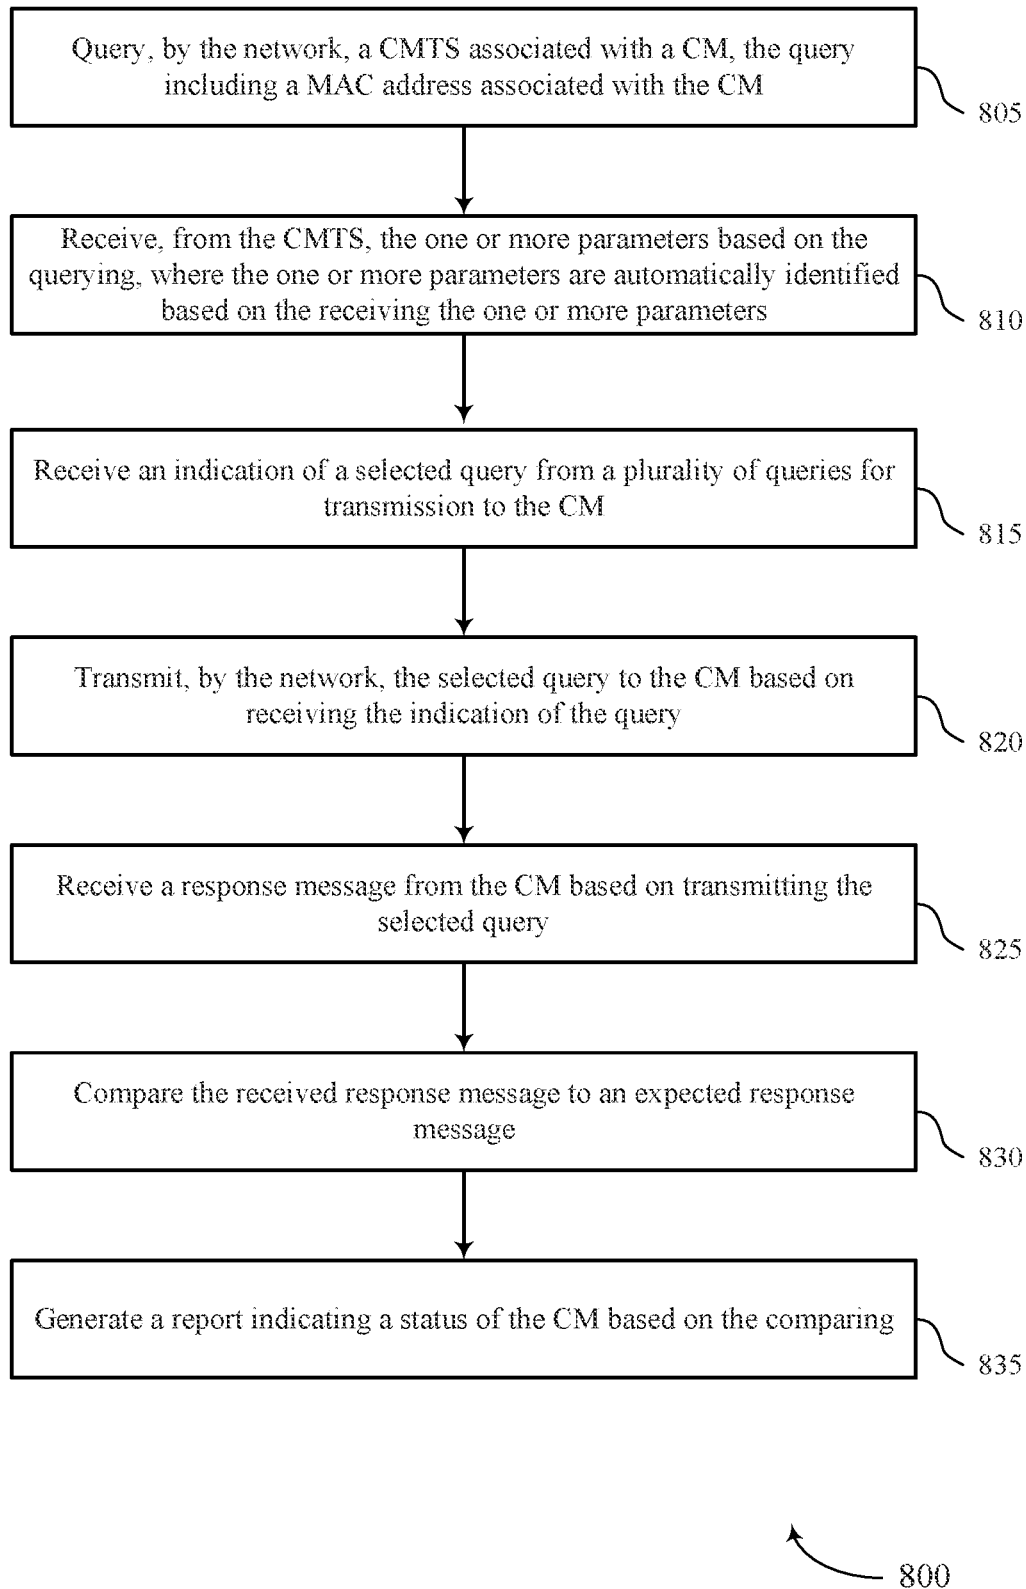 Query, by the network, a CMTS associated with a CM, the query
including a MAC address associated with the CM
805
Receive, from the CMTS, the one or more parameters based on the
querying, where the one or more parameters are automatically identified
based on the receiving the one or more parameters
810
Receive an indication of a selected query from a plurality of queries for
transmission to the CM
815
Transmit, by the network, the selected query to the CM based on
receiving the indication of the query
820
Receive a response message from the CM based on transmitting the
selected query
825
Compare the received response message to an expected response
message
830
Generate a report indicating a status of the CM based on the comparing
835
800